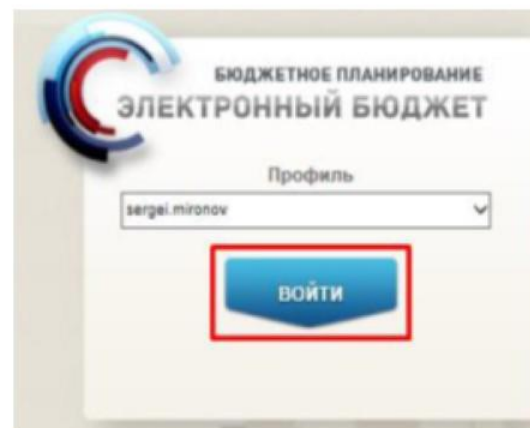 БЮДЖЕТНОЕ ПЛАНИРОВАНИЕ
ЭЛЕКТРОННЫЙ БЮДЖЕТ
Профиль
sergei.mironov
ВОЙТИ